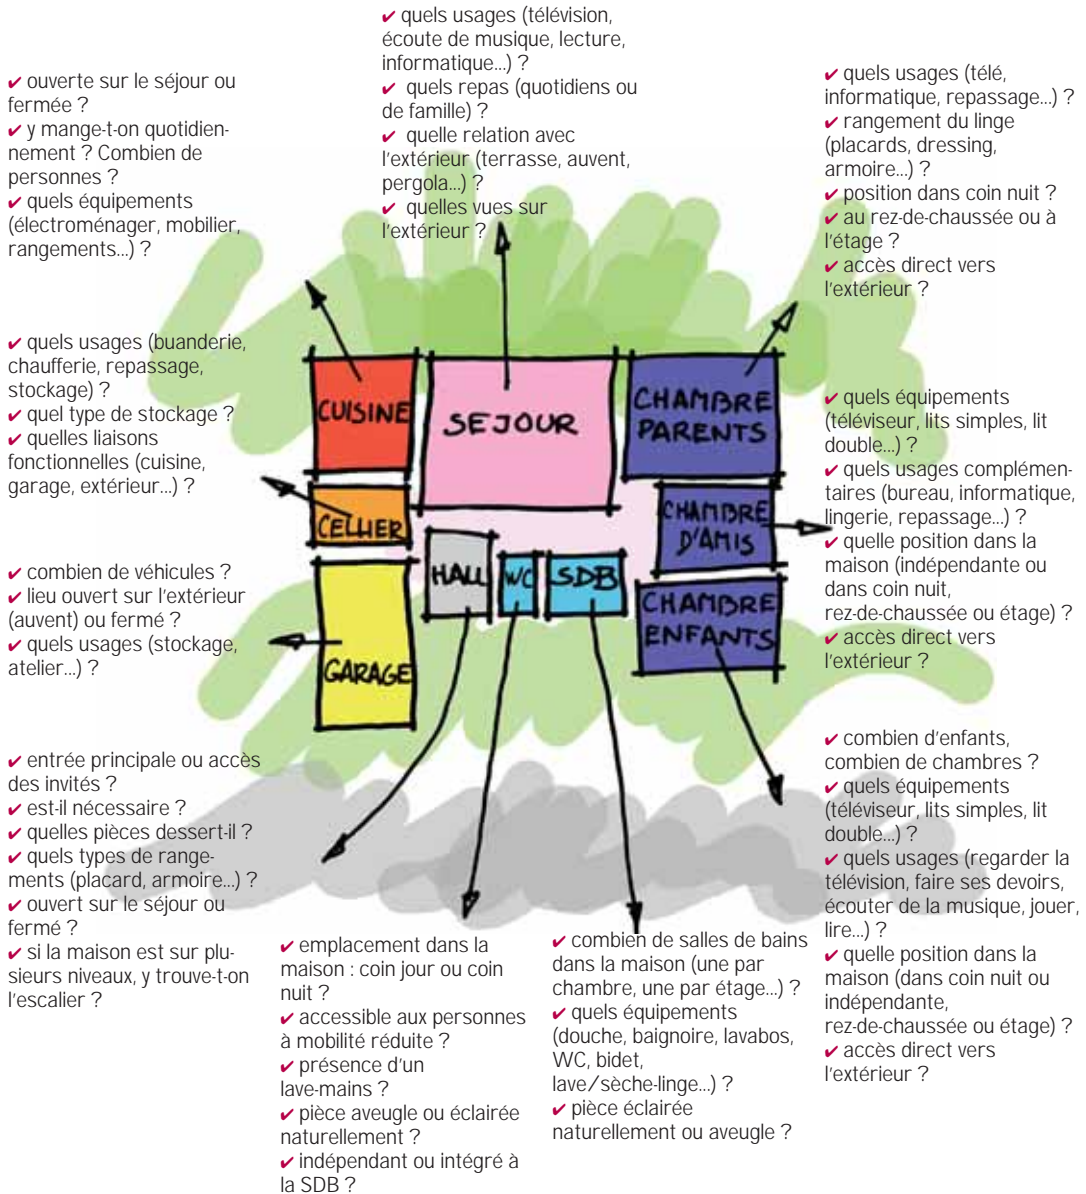 ✔ quels usages (télévision,
écoute de musique, lecture,
informatique...) ?
✔ quels repas (quotidiens ou
de famille) ?
✔ quelle relation avec
l'extérieur (terrasse, auvent,
pergola...) ?
✔ quelles vues sur
l'extérieur ?
✔ ouverte sur le séjour ou
fermée ?
✔ y mange-t-on quotidien-
nement ? Combien de
personnes ?
✔ quels équipements
(électroménager, mobilier,
rangements...) ?
✔ quels usages (télé,
informatique, repassage...) ?
✔ rangement du linge
(placards, dressing,
armoire...) ?
✔ position dans coin nuit ?
✔ au rez-de-chaussée ou à
l'étage ?
✔ accès direct vers
l'extérieur ?
✔ quels usages (buanderie,
chaufferie, repassage,
stockage) ?
✔ quel type de stockage ?
✔ quelles liaisons
fonctionnelles (cuisine,
garage, extérieur...) ?
CUISINE
SEJOUR
CHAMBRE
PARENTS
CELLIER
CHAMBRE
D'AMIS
HALL
WC
SDB
CHAMBRE
ENFANTS
GARAGE
✔ quels équipements
(téléviseur, lits simples, lit
double...) ?
✔ quels usages complémen-
taires (bureau, informatique,
lingerie, repassage...) ?
✔ quelle position dans la
maison (indépendante ou
dans coin nuit,
rez-de-chaussée ou étage) ?
✔ accès direct vers
l'extérieur ?
✔ combien de véhicules ?
✔ lieu ouvert sur l'extérieur
(auvent) ou fermé ?
✔ quels usages (stockage,
atelier...) ?
✔ entrée principale ou accès
des invités ?
✔ est-il nécessaire ?
✔ quelles pièces dessert-il ?
✔ quels types de range-
ments (placard, armoire...) ?
✔ ouvert sur le séjour ou
fermé ?
✔ si la maison est sur plu-
sieurs niveaux, y trouve-t-on
l'escalier ?
✔ emplacement dans la
maison : coin jour ou coin
nuit ?
✔ accessible aux personnes
à mobilité réduite ?
✔ présence d'un
lave-mains ?
✔ pièce aveugle ou éclairée
naturellement ?
✔ indépendant ou intégré à
la SDB ?
✔ combien de salles de bains
dans la maison (une par
chambre, une par étage...) ?
✔ quels équipements
(douche, baignoire, lavabos,
WC, bidet,
lave/sèche-linge...) ?
✔ pièce éclairée
naturellement ou aveugle ?
✔ combien d'enfants,
combien de chambres ?
✔ quels équipements
(téléviseur, lits simples, lit
double...) ?
✔ quels usages (regarder la
télévision, faire ses devoirs,
écouter de la musique, jouer,
lire...) ?
✔ quelle position dans la
maison (dans coin nuit ou
indépendante,
rez-de-chaussée ou étage) ?
✔ accès direct vers
l'extérieur ?